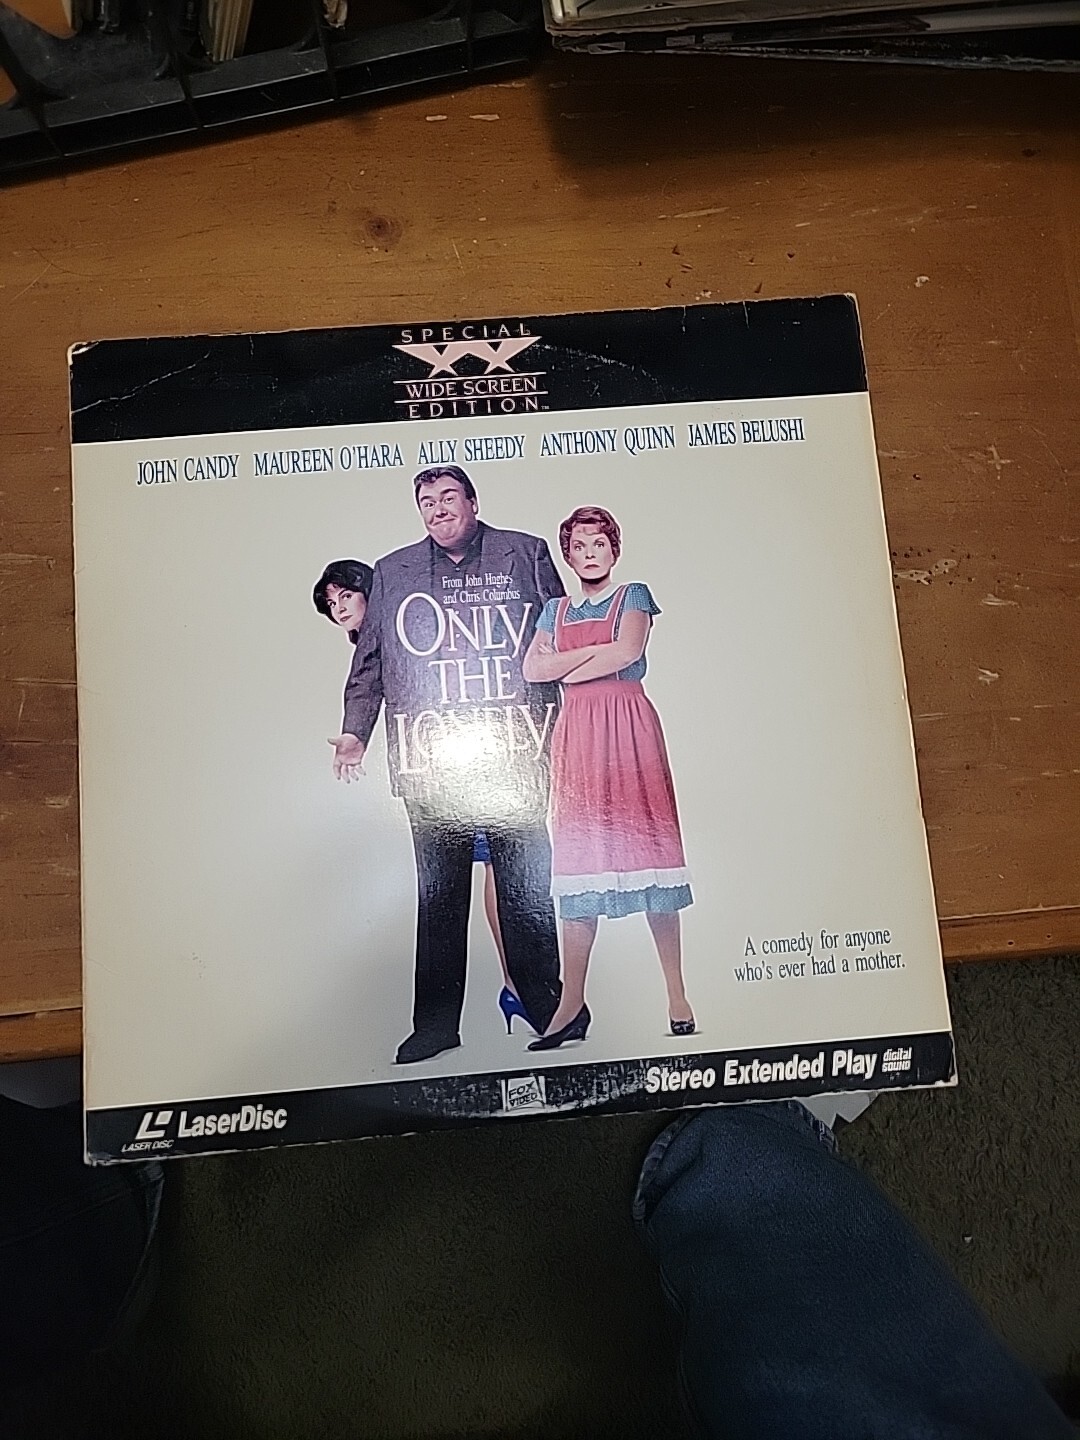 SPECIAL
WIDE SCREEN
EDITION™
JOHN CANDY MAUREEN O'HARA ALLY SHEEDY ANTHONY QUINN JAMES BELUSHI
From John Hughes
and Chris Columbus
ONLY
THE
LONELY
A comedy for anyone
who's ever had a mother.
LaserDisc
LASER DISC
FOX
VIDEO
Stereo Extended Play
digital
SOUND